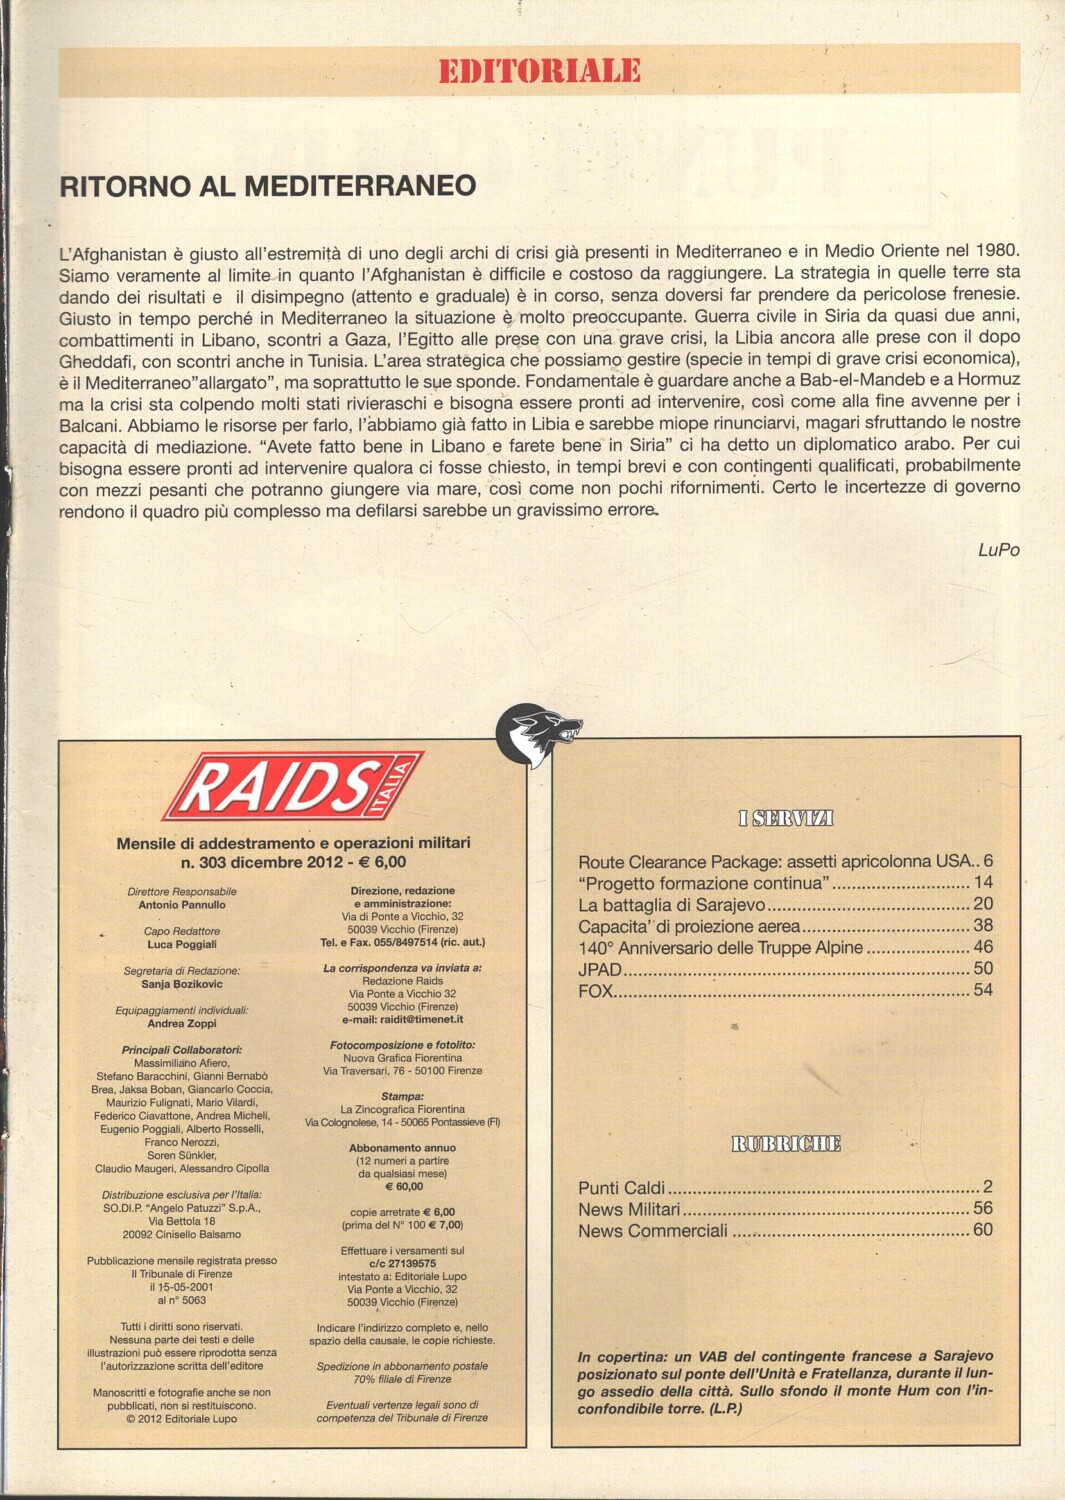 EDITORIALE
RITORNO AL MEDITERRANEO
L'Afghanistan è giusto all'estremità di uno degli archi di crisi già presenti in Mediterraneo e in Medio Oriente nel 1980.
Siamo veramente al limite in quanto l'Afghanistan è difficile e costoso da raggiungere. La strategia in quelle terre sta
dando dei risultati e il disimpegno (attento e graduale) è in corso, senza doversi far prendere da pericolose frenesie.
Giusto in tempo perché in Mediterraneo la situazione è molto preoccupante. Guerra civile in Siria da quasi due anni,
combattimenti in Libano, scontri a Gaza, l'Egitto alle prese con una grave crisi, la Libia ancora alle prese con il dopo
Gheddafi, con scontri anche in Tunisia. L'area strategica che possiamo gestire (specie in tempi di grave crisi economica),
è il Mediterraneo"allargato", ma soprattutto le sue sponde. Fondamentale è guardare anche a Bab-el-Mandeb e a Hormuz
ma la crisi sta colpendo molti stati rivieraschi e bisogna essere pronti ad intervenire, così come alla fine avvenne per i
Balcani. Abbiamo le risorse per farlo, l'abbiamo già fatto in Libia e sarebbe miope rinunciarvi, magari sfruttando le nostre
capacità di mediazione. "Avete fatto bene in Libano e farete bene in Siria" ci ha detto un diplomatico arabo. Per cui
bisogna essere pronti ad intervenire qualora ci fosse chiesto, in tempi brevi e con contingenti qualificati, probabilmente
con mezzi pesanti che potranno giungere via mare, così come non pochi rifornimenti. Certo le incertezze di governo
rendono il quadro più complesso ma defilarsi sarebbe un gravissimo errore.
LuPo
RAIDS ITALIA
Mensile di addestramento e operazioni militari
n. 303 dicembre 2012 - € 6,00
Direttore Responsabile
Antonio Pannullo
Capo Redattore
Luca Poggiali
Segretaria di Redazione:
Sanja Bozikovic
Equipaggiamenti individuali:
Andrea Zoppi
Principali Collaboratori:
Massimiliano Afiero,
Stefano Baracchini, Gianni Bernabò
Brea, Jaksa Boban, Giancarlo Coccia,
Maurizio Fulignati, Mario Vilardi,
Federico Ciavattone, Andrea Micheli,
Eugenio Poggiali, Alberto Rosselli,
Franco Nerozzi,
Soren Sünkler,
Claudio Maugeri, Alessandro Cipolla
Distribuzione esclusiva per l'Italia:
SO.DI.P. "Angelo Patuzzi" S.p.A.,
Via Bettola 18
20092 Cinisello Balsamo
Pubblicazione mensile registrata presso
Il Tribunale di Firenze
il 15-05-2001
al n° 5063
Tutti i diritti sono riservati.
Nessuna parte dei testi e delle
illustrazioni può essere riprodotta senza
l'autorizzazione scritta dell'editore
Manoscritti e fotografie anche se non
pubblicati, non si restituiscono.
© 2012 Editoriale Lupo
Direzione, redazione
e amministrazione:
Via di Ponte a Vicchio, 32
50039 Vicchio (Firenze)
Tel. e Fax. 055/8497514 (ric. aut.)
La corrispondenza va inviata a:
Redazione Raids
Via Ponte a Vicchio 32
50039 Vicchio (Firenze)
e-mail: raidit@timenet.it
Fotocomposizione e fotolito:
Nuova Grafica Fiorentina
Via Traversari, 76 - 50100 Firenze
Stampa:
La Zincografica Fiorentina
Via Colognolese, 14 - 50065 Pontassieve (FI)
Abbonamento annuo
(12 numeri a partire
da qualsiasi mese)
€ 60,00
copie arretrate € 6,00
(prima del N° 100 € 7,00)
Effettuare i versamenti sul
c/c 27139575
intestato a: Editoriale Lupo
Via Ponte a Vicchio, 32
50039 Vicchio (Firenze)
Indicare l'indirizzo completo e, nello
spazio della causale, le copie richieste.
Spedizione in abbonamento postale
70% filiale di Firenze
Eventuali vertenze legali sono di
competenza del Tribunale di Firenze
I SERVIZI
Route Clearance Package: assetti apricolonna USA.. 6
"Progetto formazione continua"........................... 14
La battaglia di Sarajevo....................................... 20
Capacita' di proiezione aerea................................ 38
140° Anniversario delle Truppe Alpine .................... 46
JPAD.................................................................... 50
FOX...................................................................... 54
RUBRICHE
Punti Caldi ............................................................. 2
News Militari......................................................... 56
News Commerciali ............................................... 60
In copertina: un VAB del contingente francese a Sarajevo
posizionato sul ponte dell'Unità e Fratellanza, durante il lun-
go assedio della città. Sullo sfondo il monte Hum con l'in-
confondibile torre. (L.P.)